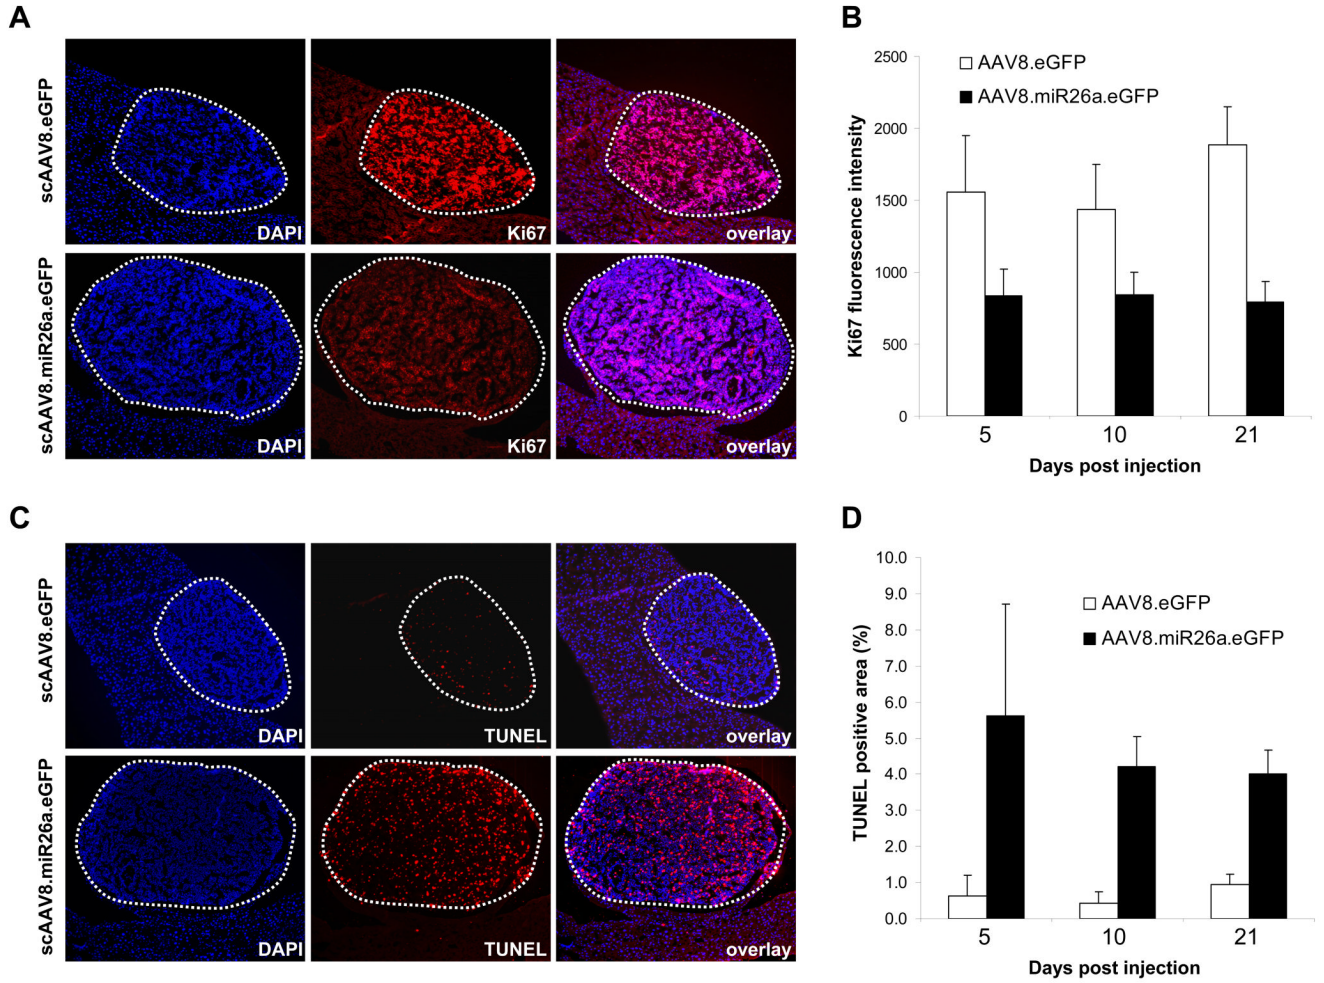 A
scAAV8.eGFP
DAPI
Ki67
overlay
scAAV8.miR26a.eGFP
DAPI
Ki67
overlay
B
AAV8.eGFP
AAV8.miR26a.eGFP
Ki67 fluorescence intensity
2500
2000
1500
1000
500
0
5 10 21
Days post injection
C
scAAV8.eGFP
DAPI
TUNEL
overlay
scAAV8.miR26a.eGFP
DAPI
TUNEL
overlay
D
AAV8.eGFP
AAV8.miR26a.eGFP
TUNEL positive area (%)
10.0
9.0
8.0
7.0
6.0
5.0
4.0
3.0
2.0
1.0
0.0
5 10 21
Days post injection